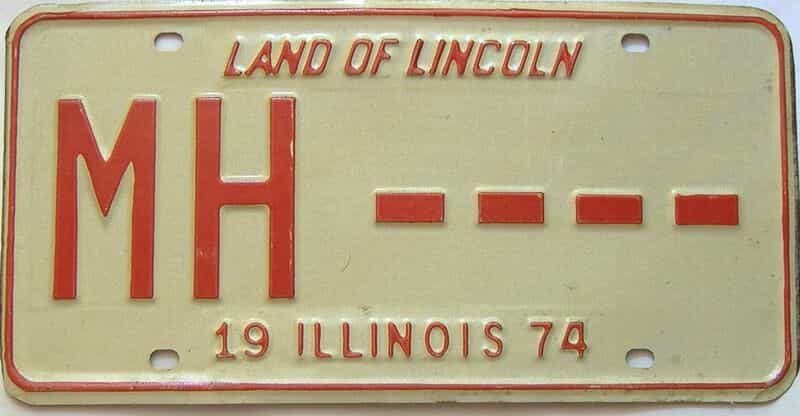 LAND OF LINCOLN
MH - - - -
19 ILLINOIS 74